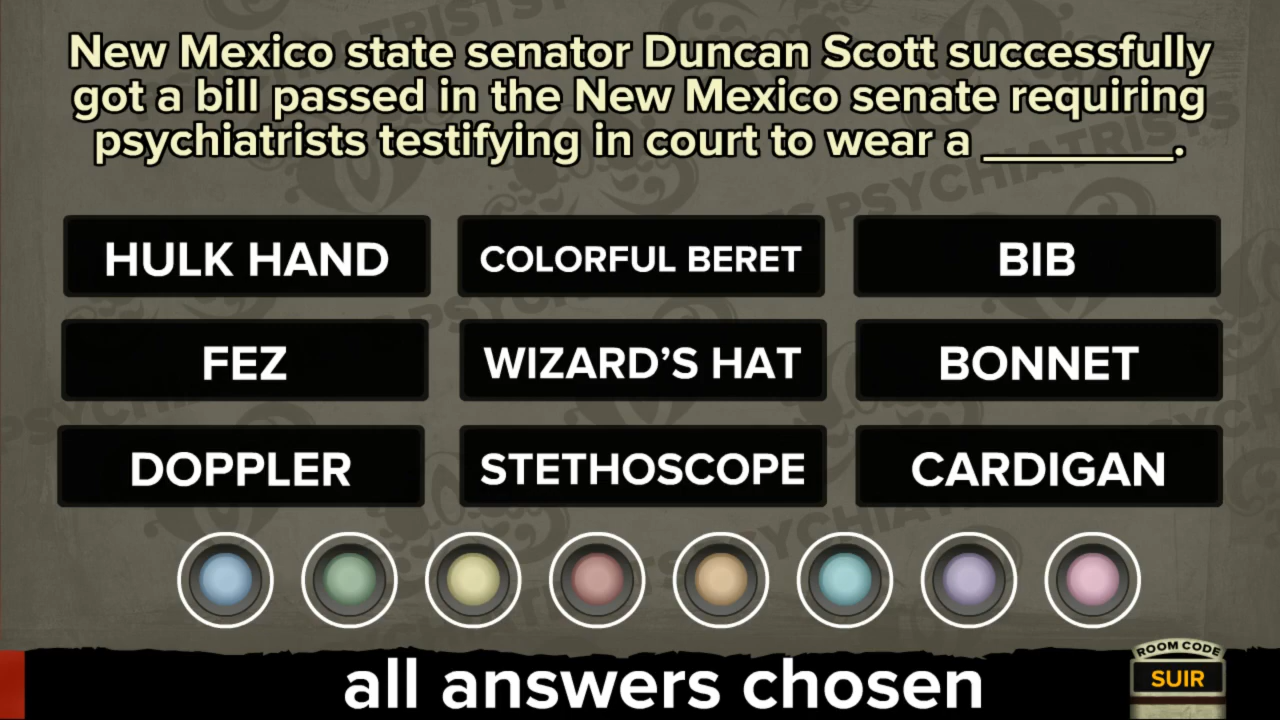 New Mexico state senator Duncan Scott successfully
got a bill passed in the New Mexico senate requiring
psychiatrists testifying in court to wear a ________.
HULK HAND
COLORFUL BERET
BIB
FEZ
WIZARD'S HAT
BONNET
DOPPLER
STETHOSCOPE
CARDIGAN
all answers chosen
ROOM CODE
SUIR